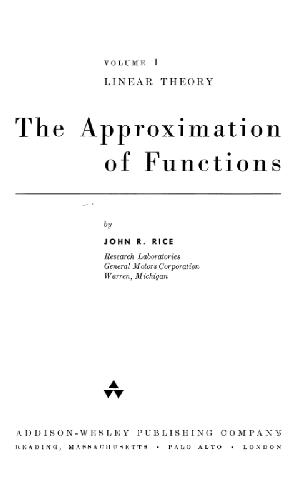 VOLUME 1
LINEAR THEORY
The Approximation
of Functions
by
JOHN R. RICE
Research Laboratories
General Motors Corporation
Warren, Michigan
ADDISON-WESLEY PUBLISHING COMPANY
READING, MASSACHUSETTS · PALO ALTO · LONDON